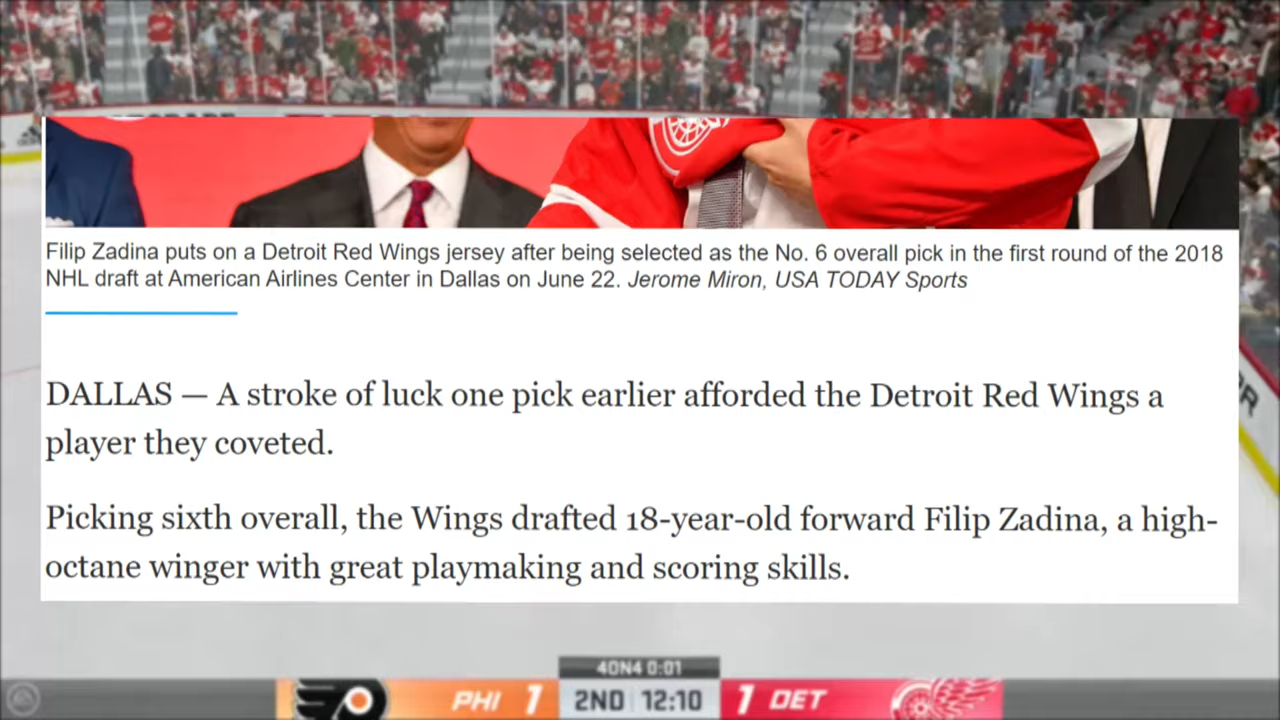 Filip Zadina puts on a Detroit Red Wings jersey after being selected as the No. 6 overall pick in the first round of the 2018
NHL draft at American Airlines Center in Dallas on June 22. Jerome Miron, USA TODAY Sports
DALLAS — A stroke of luck one pick earlier afforded the Detroit Red Wings a
player they coveted.
Picking sixth overall, the Wings drafted 18-year-old forward Filip Zadina, a high-
octane winger with great playmaking and scoring skills.
4ON4 0:01
PHI 1 2ND 12:10 1 DET